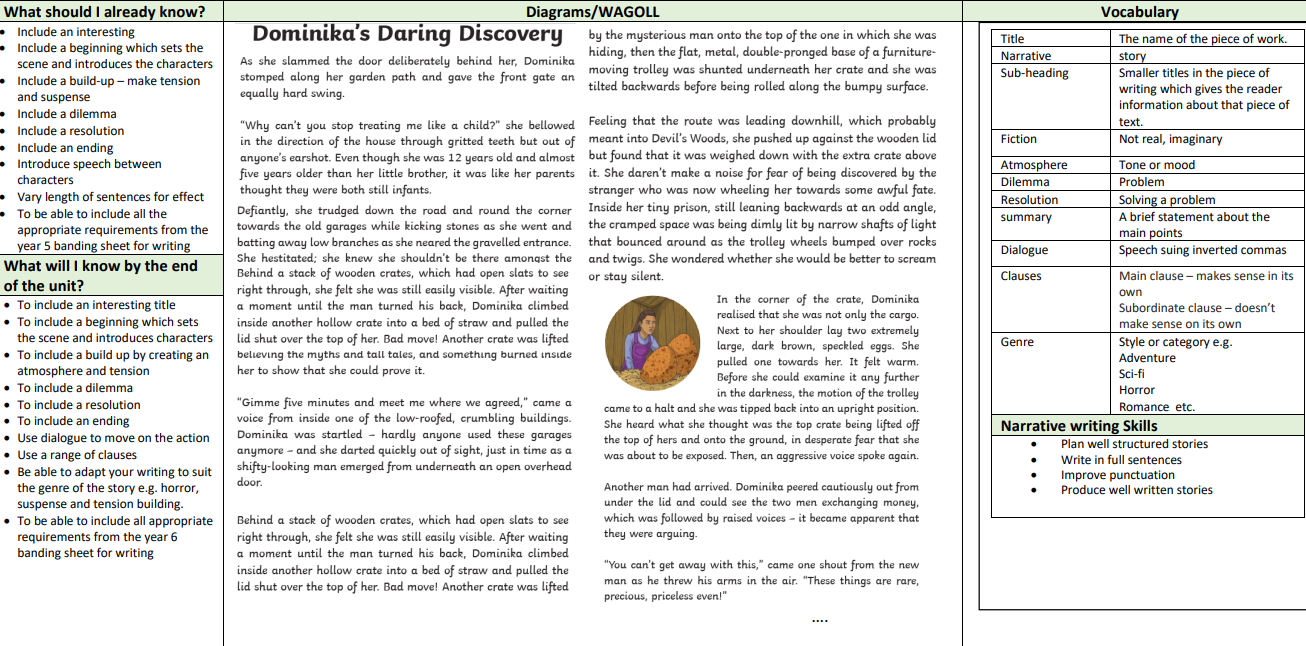 What should I already know?
Include an interesting
Include a beginning which sets the
scene and introduces the characters
Include a build-up – make tension
and suspense
Include a dilemma
Include a resolution
Include an ending
Introduce speech between
characters
Vary length of sentences for effect
To be able to include all the
appropriate requirements from the
year 5 banding sheet for writing
What will I know by the end
of the unit?
To include an interesting title
To include a beginning which sets
the scene and introduces characters
To include a build up by creating an
atmosphere and tension
To include a dilemma
To include a resolution
To include an ending
Use dialogue to move on the action
Use a range of clauses
Be able to adapt your writing to suit
the genre of the story e.g. horror,
suspense and tension building.
To be able to include all appropriate
requirements from the year 6
banding sheet for writing
Diagrams/WAGOLL
Dominika's Daring Discovery
As she slammed the door deliberately behind her, Dominika
stomped along her garden path and gave the front gate an
equally hard swing.
"Why can't you stop treating me like a child?" she bellowed
in the direction of the house through gritted teeth but out of
anyone's earshot. Even though she was 12 years old and almost
five years older than her little brother, it was like her parents
thought they were both still infants.
Defiantly, she trudged down the road and round the corner
towards the old garages while kicking stones as she went and
batting away low branches as she neared the gravelled entrance.
She hestitated; she knew she shouldn't be there amongst the
Behind a stack of wooden crates, which had open slats to see
right through, she felt she was still easily visible. After waiting
a moment until the man turned his back, Dominika climbed
inside another hollow crate into a bed of straw and pulled the
lid shut over the top of her. Bad move! Another crate was lifted
believing the myths and tall tales, and something burned inside
her to show that she could prove it.
"Gimme five minutes and meet me where we agreed," came a
voice from inside one of the low-roofed, crumbling buildings.
Dominika was startled – hardly anyone used these garages
anymore – and she darted quickly out of sight, just in time as a
shifty-looking man emerged from underneath an open overhead
door.
Behind a stack of wooden crates, which had open slats to see
right through, she felt she was still easily visible. After waiting
a moment until the man turned his back, Dominika climbed
inside another hollow crate into a bed of straw and pulled the
lid shut over the top of her. Bad move! Another crate was lifted
by the mysterious man onto the top of the one in which she was
hiding, then the flat, metal, double-pronged base of a furniture-
moving trolley was shunted underneath her crate and she was
tilted backwards before being rolled along the bumpy surface.
Feeling that the route was leading downhill, which probably
meant into Devil's Woods, she pushed up against the wooden lid
but found that it was weighed down with the extra crate above
it. She daren't make a noise for fear of being discovered by the
stranger who was now wheeling her towards some awful fate.
Inside her tiny prison, still leaning backwards at an odd angle,
the cramped space was being dimly lit by narrow shafts of light
that bounced around as the trolley wheels bumped over rocks
and twigs. She wondered whether she would be better to scream
or stay silent.
In the corner of the crate, Dominika
realised that she was not only the cargo.
Next to her shoulder lay two extremely
large, dark brown, speckled eggs. She
pulled one towards her. It felt warm.
Before she could examine it any further
in the darkness, the motion of the trolley
came to a halt and she was tipped back into an upright position.
She heard what she thought was the top crate being lifted off
the top of hers and onto the ground, in desperate fear that she
was about to be exposed. Then, an aggressive voice spoke again.
Another man had arrived. Dominika peered cautiously out from
under the lid and could see the two men exchanging money,
which was followed by raised voices – it became apparent that
they were arguing.
"You can't get away with this," came one shout from the new
man as he threw his arms in the air. "These things are rare,
precious, priceless even!"
....
Vocabulary
Title The name of the piece of work.
Narrative story
Sub-heading Smaller titles in the piece of
writing which gives the reader
information about that piece of
text.
Fiction Not real, imaginary
Atmosphere Tone or mood
Dilemma Problem
Resolution Solving a problem
summary A brief statement about the
main points
Dialogue Speech suing inverted commas
Clauses Main clause – makes sense in its
own
Subordinate clause – doesn't
make sense on its own
Genre Style or category e.g.
Adventure
Sci-fi
Horror
Romance etc.
Narrative writing Skills
Plan well structured stories
Write in full sentences
Improve punctuation
Produce well written stories